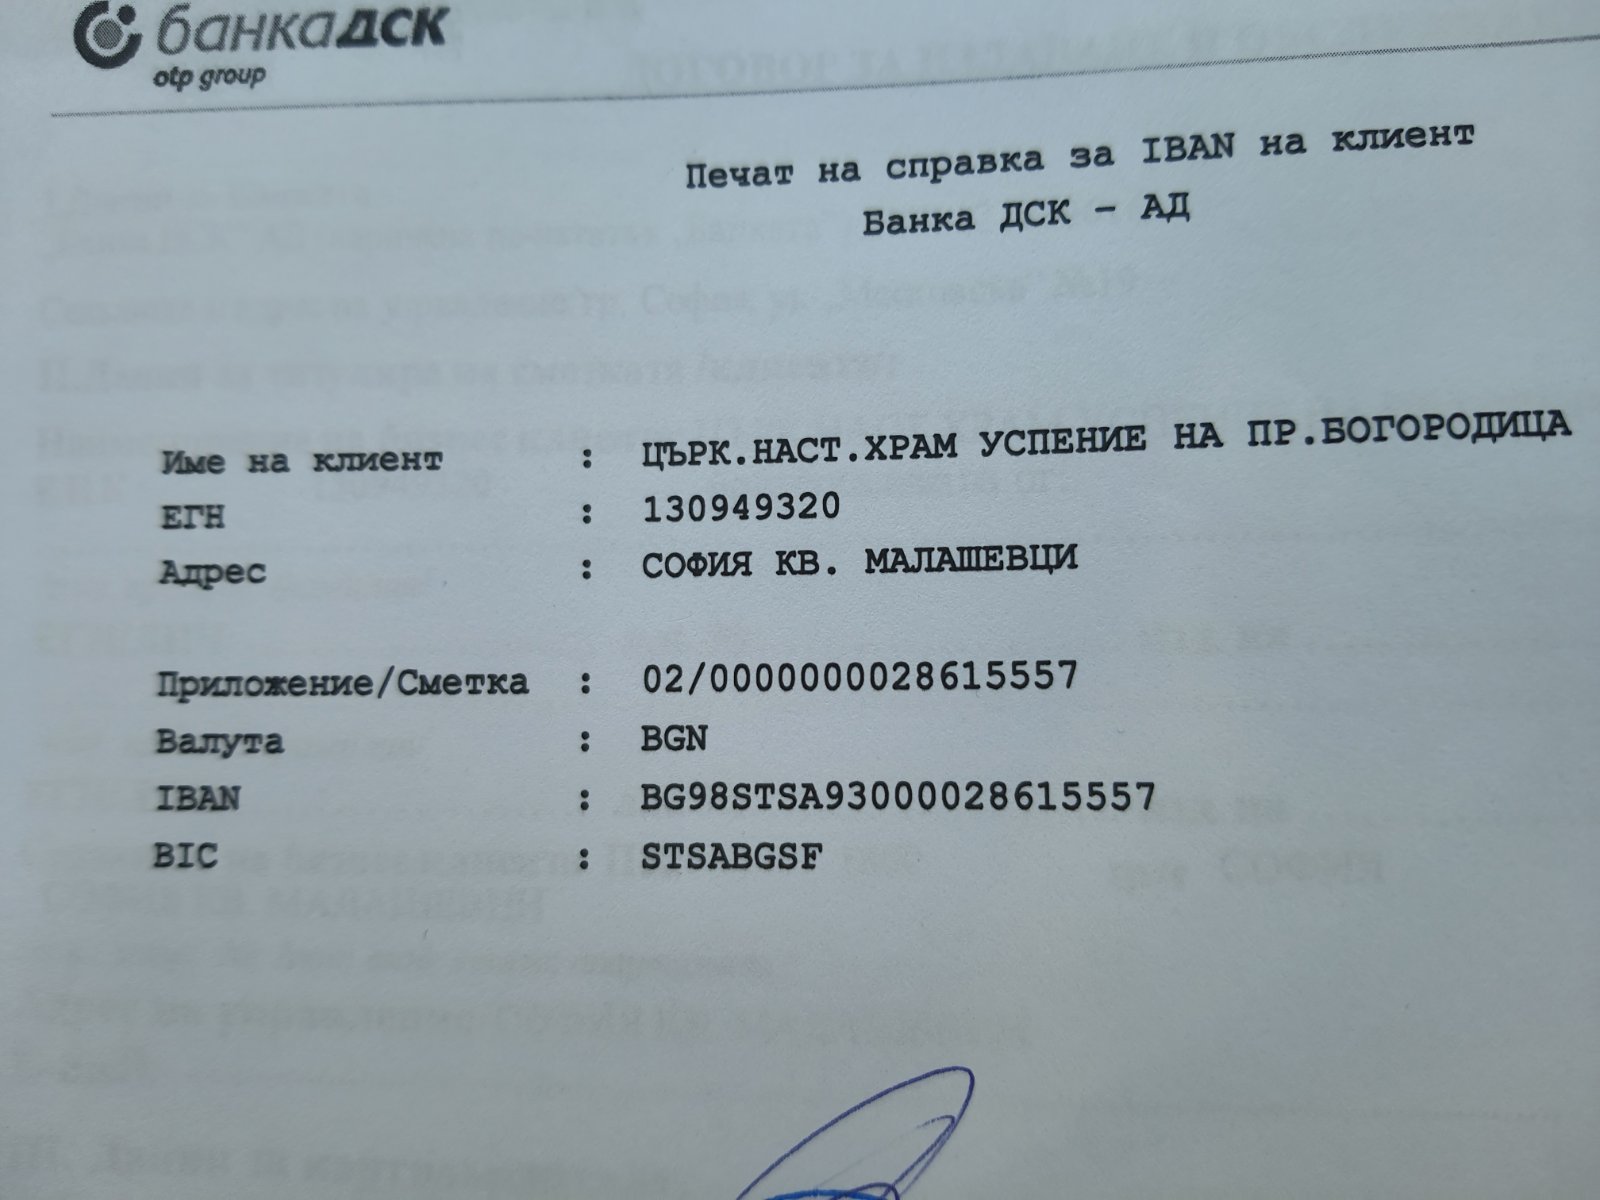 банкаДСК
otp group
Печат на справка за IBAN на клиент
Банка ДСК - АД
Име на клиент : ЦЪРК.НАСТ.ХРАМ УСПЕНИЕ НА ПР.БОГОРОДИЦА
ЕГН : 130949320
Адрес : СОФИЯ КВ. МАЛАШЕВЦИ
Приложение/Сметка : 02/0000000028615557
Валута : BGN
IBAN : BG98STSA93000028615557
BIC : STSABGSF